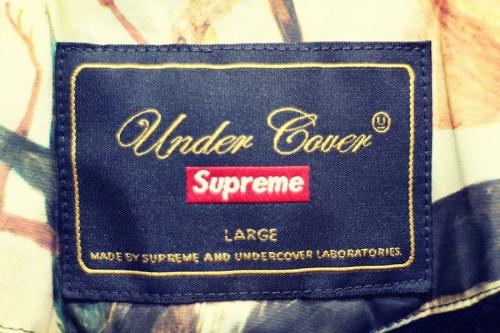 Under Cover
Supreme
LARGE
MADE BY SUPREME AND UNDERCOVER LABORATORIES.